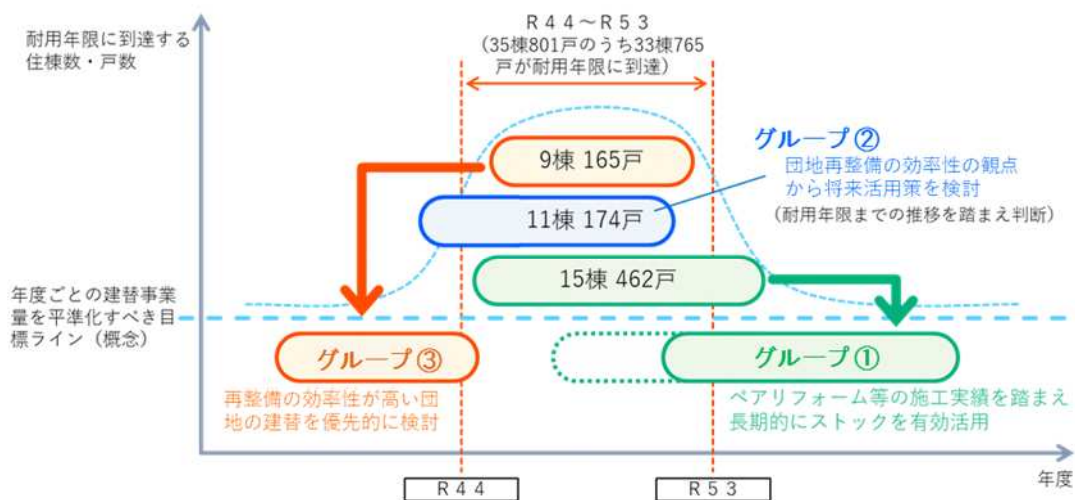 R44~R53
(35棟801戸のうち33棟765
戸が耐用年限に到達)
耐用年限に到達する
住棟数・戸数
9棟 165戸
グループ②
団地再整備の効率性の観点
から将来活用策を検討
(耐用年限までの推移を踏まえ判断)
11棟 174戸
15棟 462戸
年度ごとの建替事業
量を平準化すべき目
標ライン(概念)
グループ③
グループ①
再整備の効率性が高い団
地の建替を優先的に検討
ペアリフォーム等の施工実績を踏まえ
長期的にストックを有効活用
年度
R44
R53